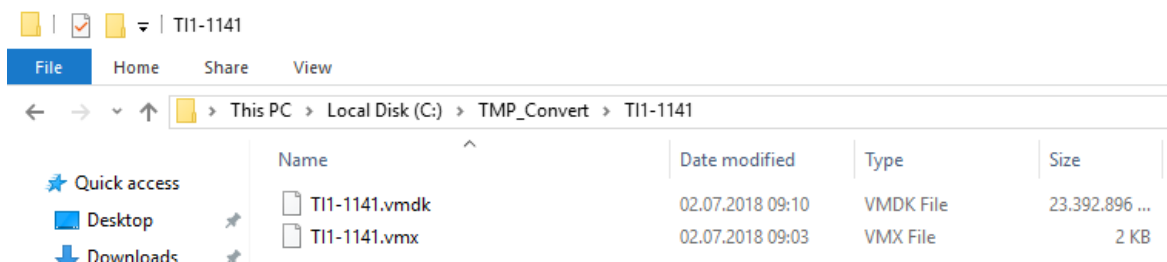 TI1-1141
File Home Share View
This PC > Local Disk (C:) > TMP_Convert > TI1-1141
Name Date modified Type Size
Quick access
Desktop
Downloads
TI1-1141.vmdk 02.07.2018 09:10 VMDK File 23.392.896 ...
TI1-1141.vmx 02.07.2018 09:03 VMX File 2 KB